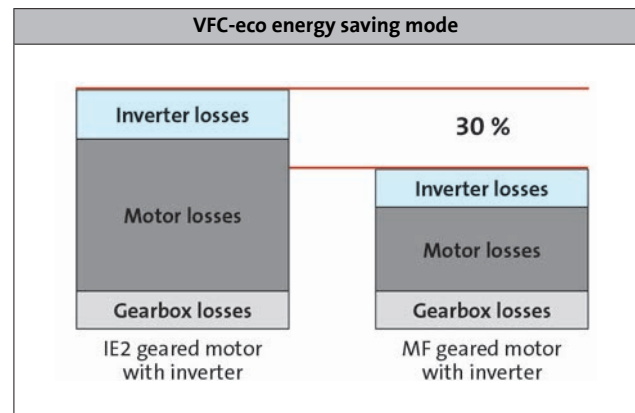 VFC-eco energy saving mode
Inverter losses
30 %
Inverter losses
Motor losses
Motor losses
Gearbox losses
Gearbox losses
IE2 geared motor
with inverter
MF geared motor
with inverter